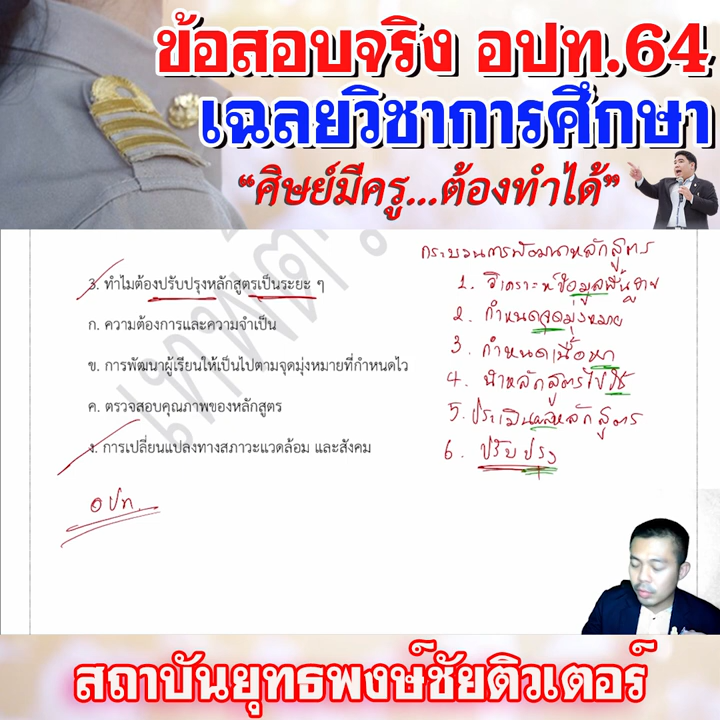 ข้อสอบจริง อปท.64
เฉลยวิชาการศึกษา
“ศิษย์มีครู...ต้องทำได้”
3. ทำไมต้องปรับปรุงหลักสูตรเป็นระยะ ๆ
ก. ความต้องการและความจำเป็น
ข. การพัฒนาผู้เรียนให้เป็นไปตามจุดมุ่งหมายที่กำหนดไว
ค. ตรวจสอบคุณภาพของหลักสูตร
ง. การเปลี่ยนแปลงทางสภาวะแวดล้อม และสังคม
อปท.
กระบวนการพัฒนาหลักสูตร
1. วิเคราะห์ข้อมูลพื้นฐาน
2. กำหนดจุดมุ่งหมาย
3. กำหนดเนื้อหา
4. นำหลักสูตรไปใช้
5. ประเมินผลหลักสูตร
6. ปรับปรุง
สถาบันยุทธพงษ์ชัยติวเตอร์